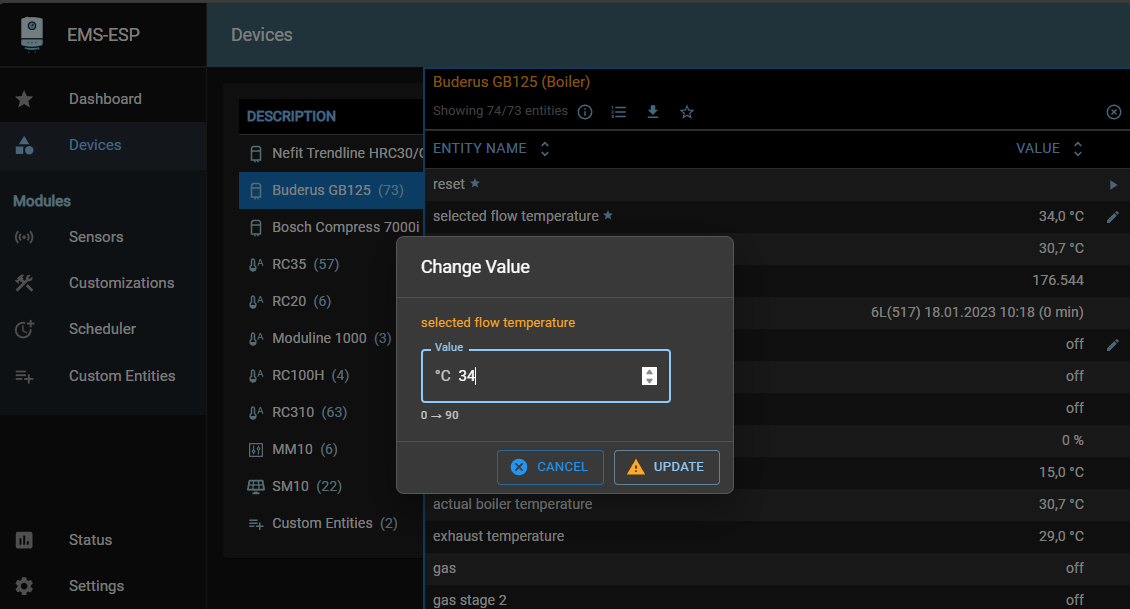 EMS-ESP
Devices
Dashboard
Devices
Modules
Sensors
Customizations
Scheduler
Custom Entities
Status
Settings
DESCRIPTION
Nefit Trendline HRC30/
Buderus GB125 (73)
Bosch Compress 7000i
RC35 (57)
RC20 (6)
Moduline 1000 (3)
RC100H (4)
RC310 (63)
MM10 (6)
SM10 (22)
Custom Entities (2)
Buderus GB125 (Boiler)
Showing 74/73 entities
ENTITY NAME VALUE
reset
selected flow temperature 34,0 °C
30,7 °C
176.544
6L(517) 18.01.2023 10:18 (0 min)
off
off
off
0 %
15,0 °C
actual boiler temperature 30,7 °C
exhaust temperature 29,0 °C
gas off
gas stage 2 off
Change Value
selected flow temperature
Value
°C 34
0 → 90
CANCEL UPDATE